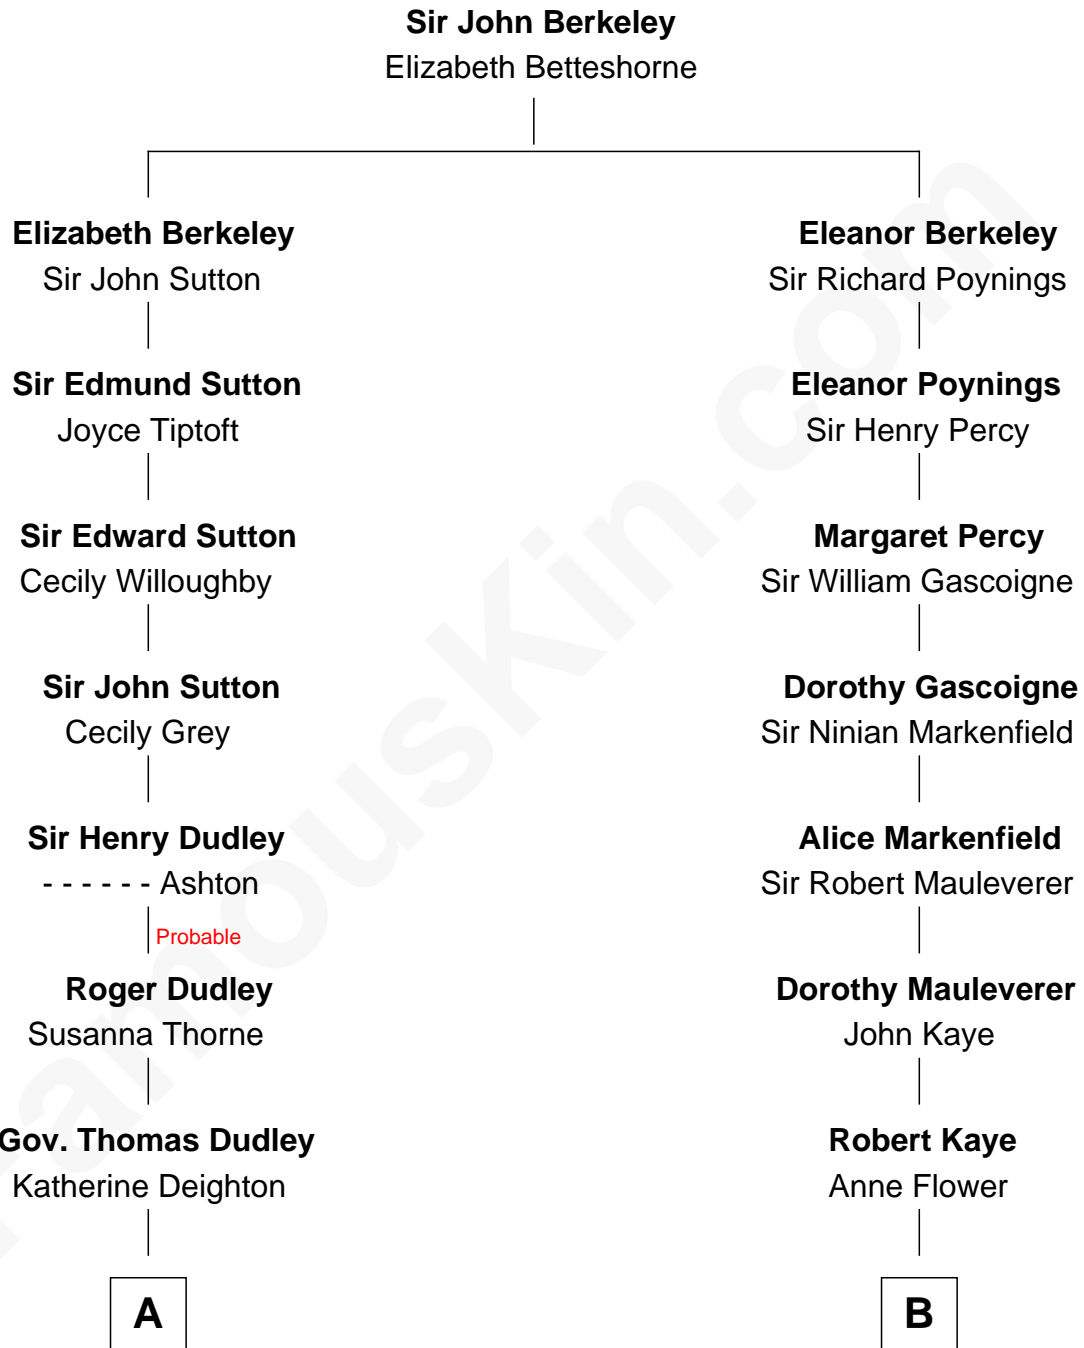 Sir John Berkeley
Elizabeth Betteshorne
Elizabeth Berkeley
Sir John Sutton
Eleanor Berkeley
Sir Richard Poynings
Sir Edmund Sutton
Joyce Tiptoft
Eleanor Poynings
Sir Henry Percy
Sir Edward Sutton
Cecily Willoughby
Margaret Percy
Sir William Gascoigne
Sir John Sutton
Cecily Grey
Dorothy Gascoigne
Sir Ninian Markenfield
Sir Henry Dudley
- - - - - - Ashton
Probable
Alice Markenfield
Sir Robert Mauleverer
Roger Dudley
Susanna Thorne
Dorothy Mauleverer
John Kaye
Gov. Thomas Dudley
Katherine Deighton
Robert Kaye
Anne Flower
A
B
FamousKin.com